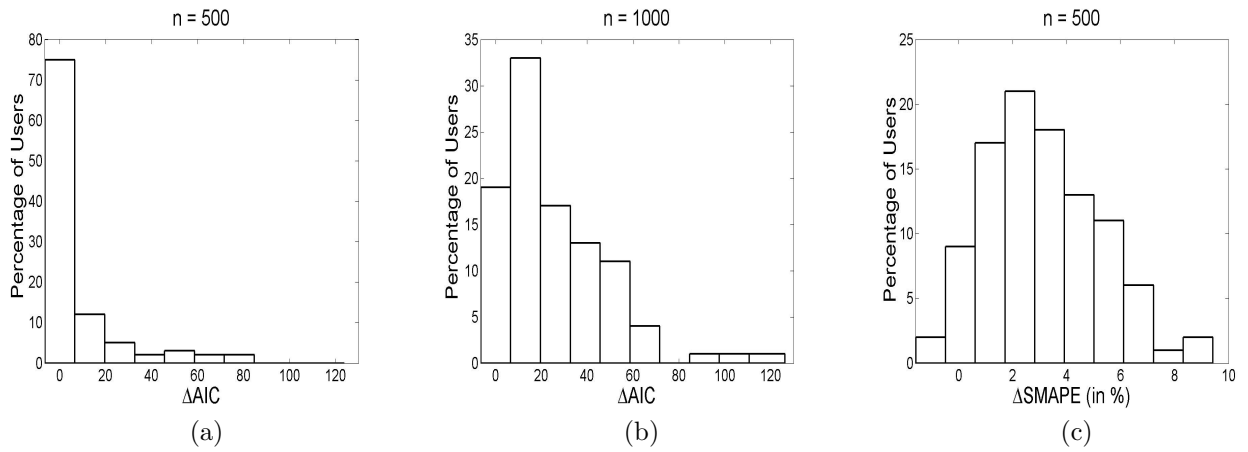 n = 500
Percentage of Users
80
70
60
50
40
30
20
10
0
0 20 40 60 80 100 120
ΔAIC
(a)
n = 1000
Percentage of Users
35
30
25
20
15
10
5
0
0 20 40 60 80 100 120
ΔAIC
(b)
n = 500
Percentage of Users
25
20
15
10
5
0
0 2 4 6 8 10
ΔSMAPE (in %)
(c)